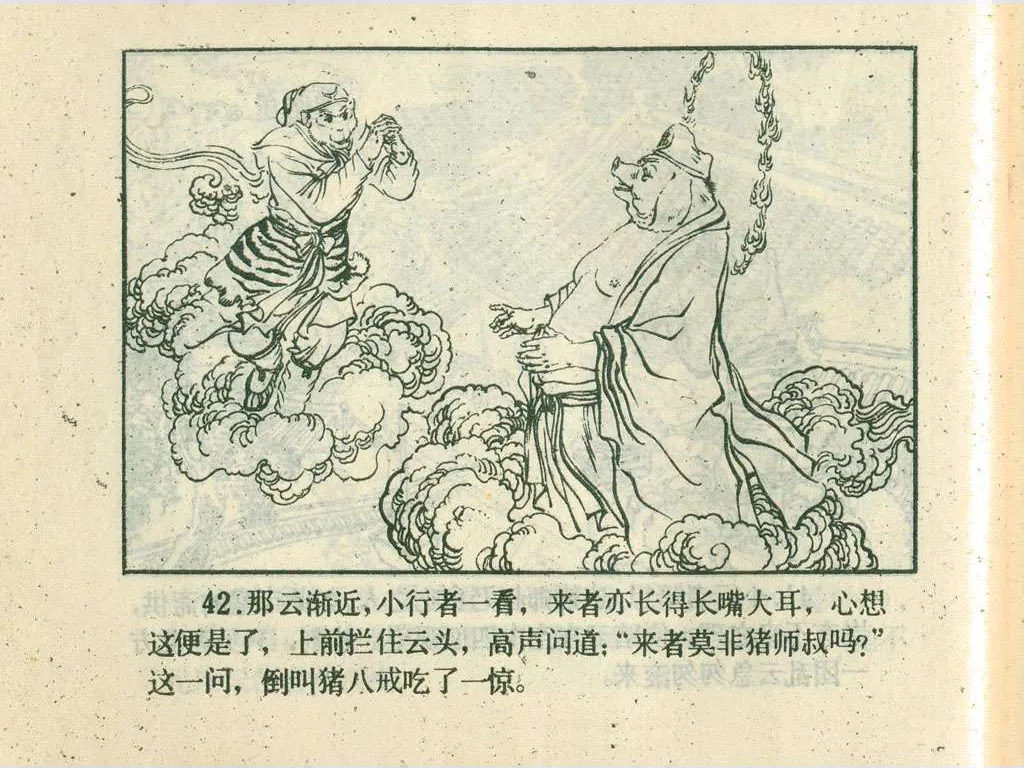 42.那云渐近,小行者一看，来者亦长得长嘴大耳，心想
这便是了，上前拦住云头，高声问道：“来者莫非猪师叔吗？”
这一问，倒叫猪八戒吃了一惊。